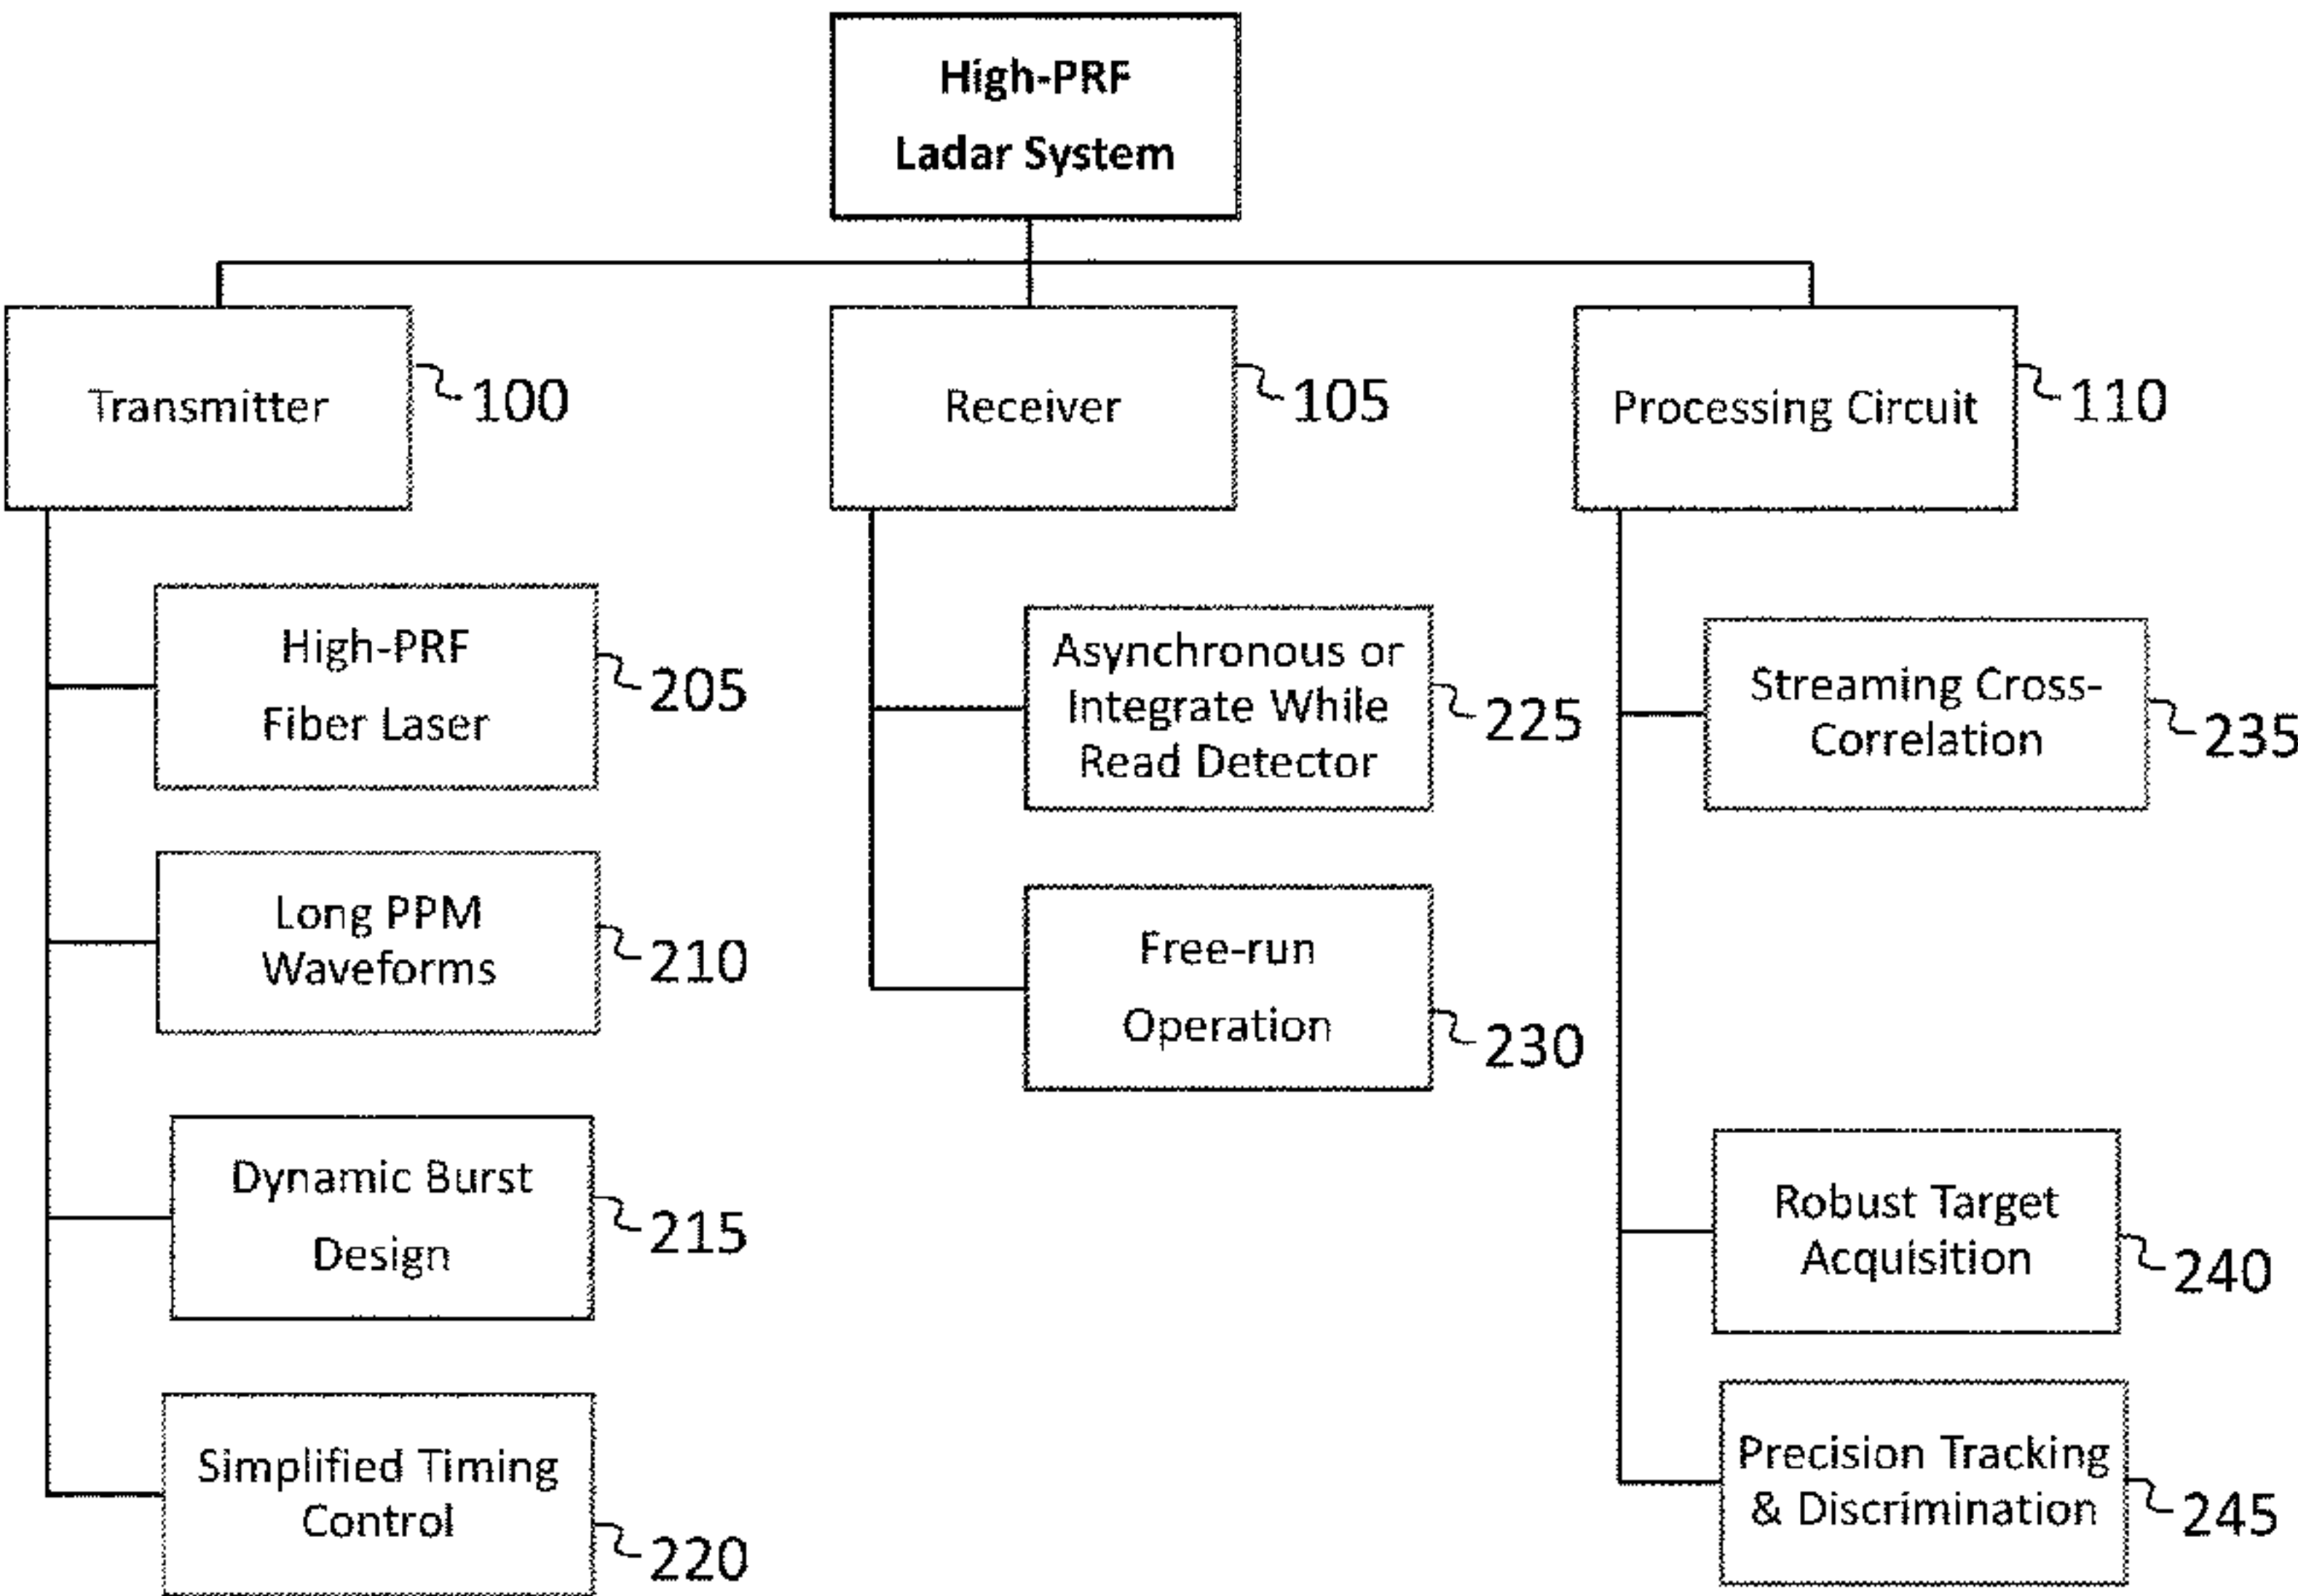 High-PRF
Ladar System
Transmitter
100
Receiver
105
Processing Circuit
110
High-PRF
Fiber Laser
205
Long PPM
Waveforms
210
Dynamic Burst
Design
215
Simplified Timing
Control
220
Asynchronous or
Integrate While
Read Detector
225
Free-run
Operation
230
Streaming Cross-
Correlation
235
Robust Target
Acquisition
240
Precision Tracking
& Discrimination
245